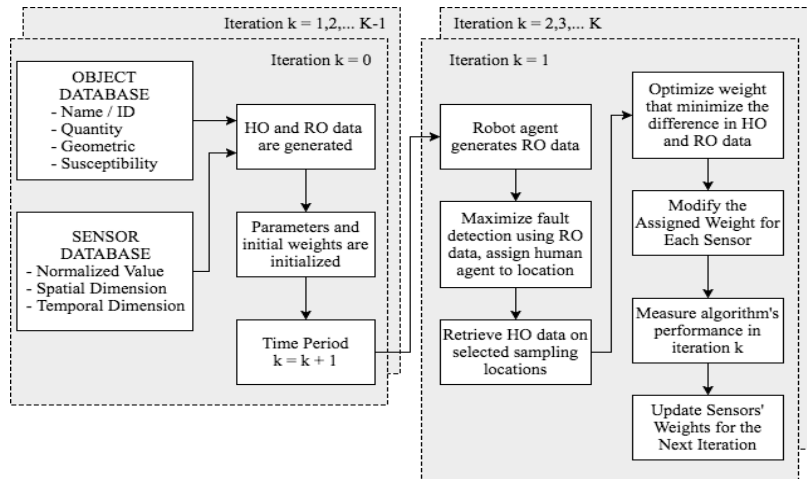 Iteration k = 1,2,... K-1
Iteration k = 0
OBJECT
DATABASE
- Name / ID
- Quantity
- Geometric
- Susceptibility
SENSOR
DATABASE
- Normalized Value
- Spatial Dimension
- Temporal Dimension
HO and RO data
are generated
Parameters and
initial weights are
initialized
Time Period
k = k + 1
Iteration k = 2,3,... K
Iteration k = 1
Robot agent
generates RO data
Maximize fault
detection using RO
data, assign human
agent to location
Retrieve HO data on
selected sampling
locations
Optimize weight
that minimize the
difference in HO
and RO data
Modify the
Assigned Weight for
Each Sensor
Measure algorithm's
performance in
iteration k
Update Sensors'
Weights for the
Next Iteration